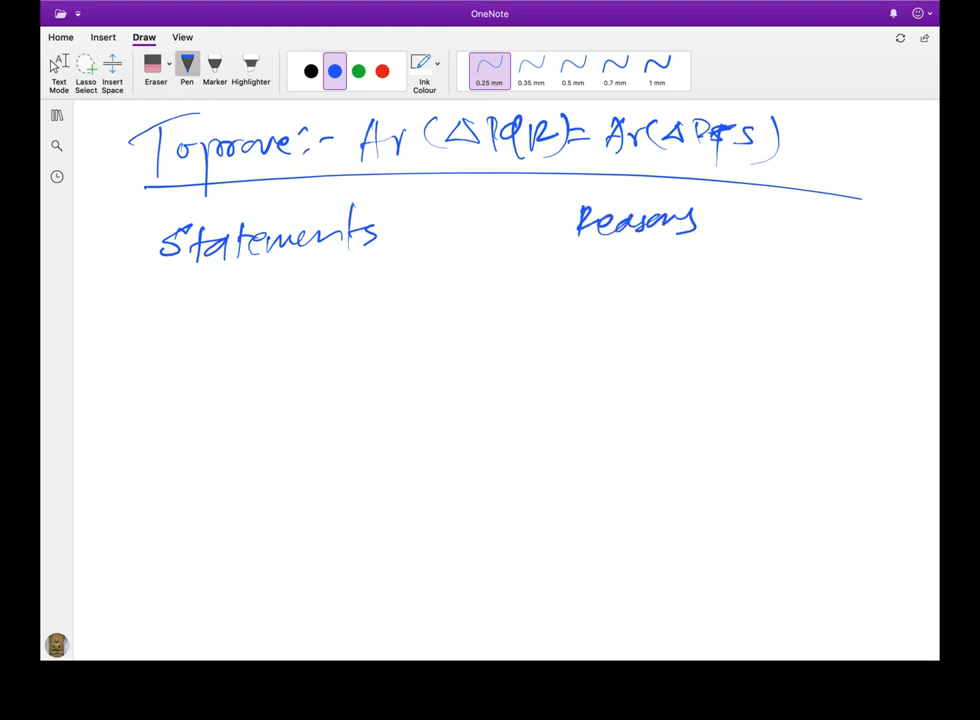 OneNote
Home Insert Draw View
Text Mode Lasso Select Insert Space Eraser Pen Marker Highlighter Ink Colour 0.25 mm 0.35 mm 0.5 mm 0.7 mm 1 mm
To prove :- Ar (△PQR) = Ar(△PTS)
Statements Reasons